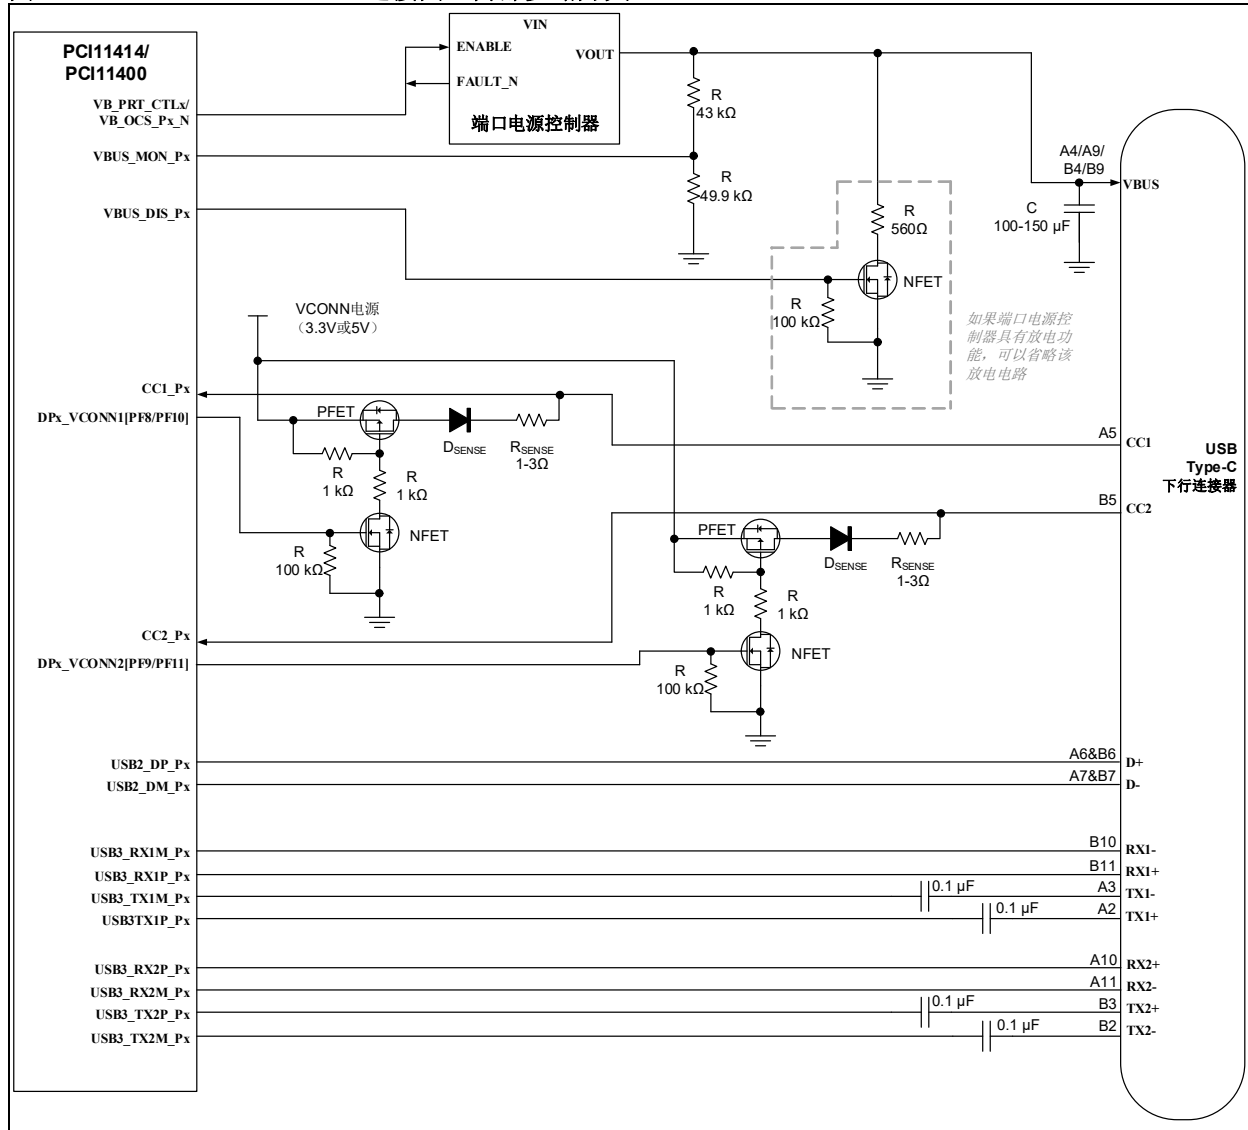 PCI11414/
PCI11400
VB_PRT_CTLx/
VB_OCS_Px_N
VBUS_MON_Px
VBUS_DIS_Px
CC1_Px
DPx_VCONN1[PF8/PF10]
CC2_Px
DPx_VCONN2[PF9/PF11]
USB2_DP_Px
USB2_DM_Px
USB3_RX1M_Px
USB3_RX1P_Px
USB3_TX1M_Px
USB3TX1P_Px
USB3_RX2P_Px
USB3_RX2M_Px
USB3_TX2P_Px
USB3_TX2M_Px
VIN
ENABLE
VOUT
FAULT_N
端口电源控制器
R
43 kΩ
R
49.9 kΩ
R
560Ω
NFET
R
100 kΩ
如果端口电源控
制器具有放电功
能，可以省略该
放电电路
A4/A9/
B4/B9
VBUS
C
100-150 µF
VCONN电源
（3.3V或5V）
PFET
DSENSE
RSENSE
1-3Ω
R
1 kΩ
R
1 kΩ
NFET
R
100 kΩ
PFET
DSENSE
RSENSE
1-3Ω
R
1 kΩ
R
1 kΩ
NFET
R
100 kΩ
A5
CC1
USB
Type-C
下行连接器
B5
CC2
A6&B6
D+
A7&B7
D-
B10
RX1-
B11
RX1+
0.1 µF
A3
TX1-
0.1 µF
A2
TX1+
A10
RX2+
A11
RX2-
0.1 µF
B3
TX2+
0.1 µF
B2
TX2-